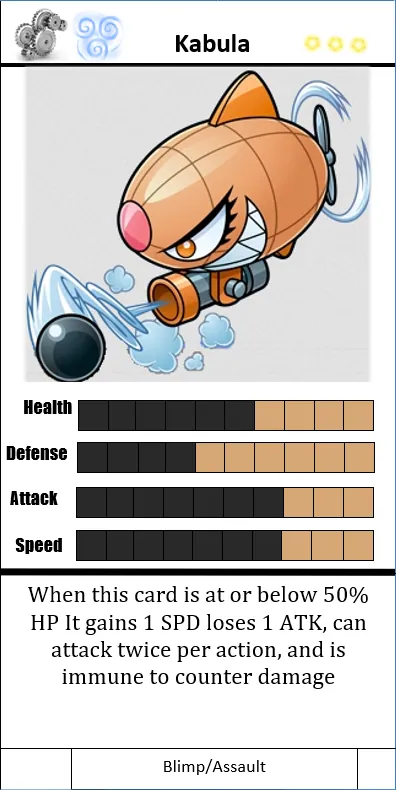 Kabula
Health
Defense
Attack
Speed
When this card is at or below 50%
HP It gains 1 SPD loses 1 ATK, can
attack twice per action, and is
immune to counter damage
Blimp/Assault